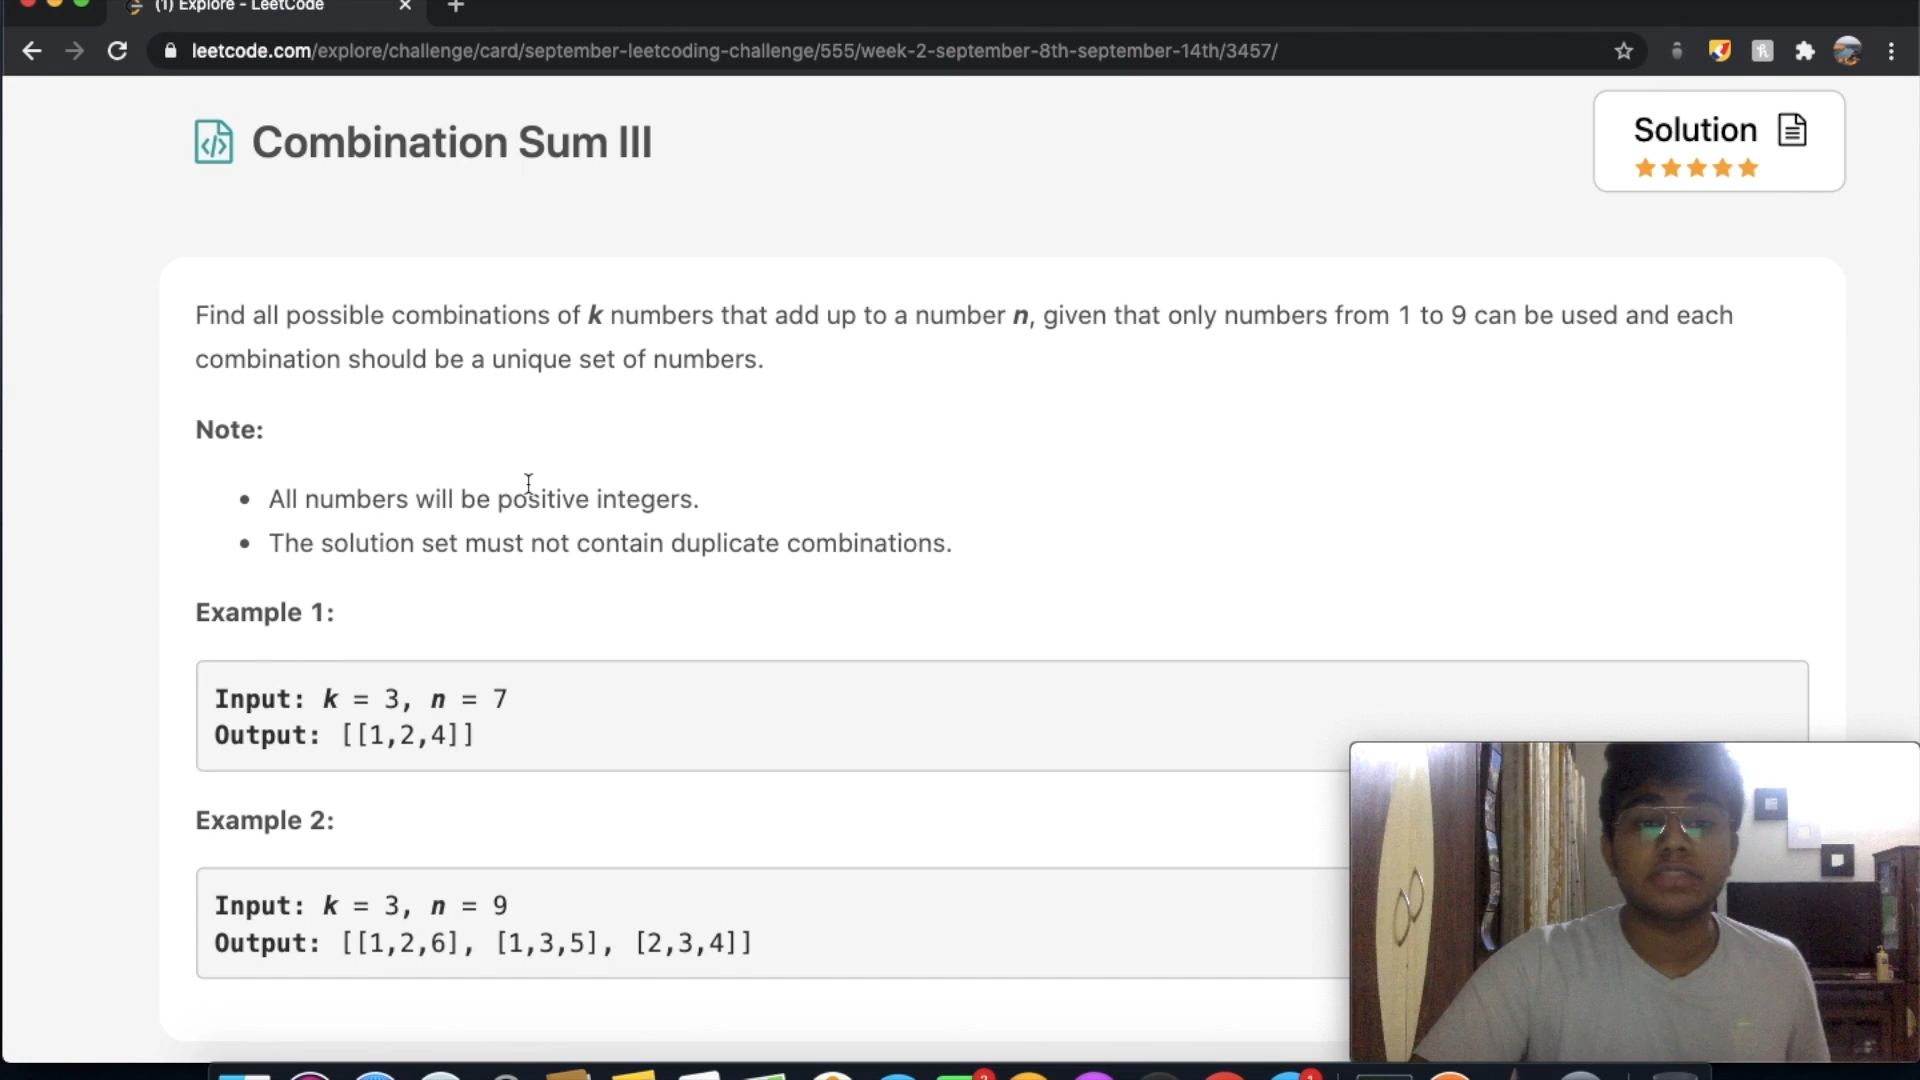 (1) Explore - LeetCode
leetcode.com/explore/challenge/card/september-leetcoding-challenge/555/week-2-september-8th-september-14th/3457/
Combination Sum III
Solution
Find all possible combinations of k numbers that add up to a number n, given that only numbers from 1 to 9 can be used and each
combination should be a unique set of numbers.
Note:
All numbers will be positive integers.
The solution set must not contain duplicate combinations.
Example 1:
Input: k = 3, n = 7
Output: [[1,2,4]]
Example 2:
Input: k = 3, n = 9
Output: [[1,2,6], [1,3,5], [2,3,4]]